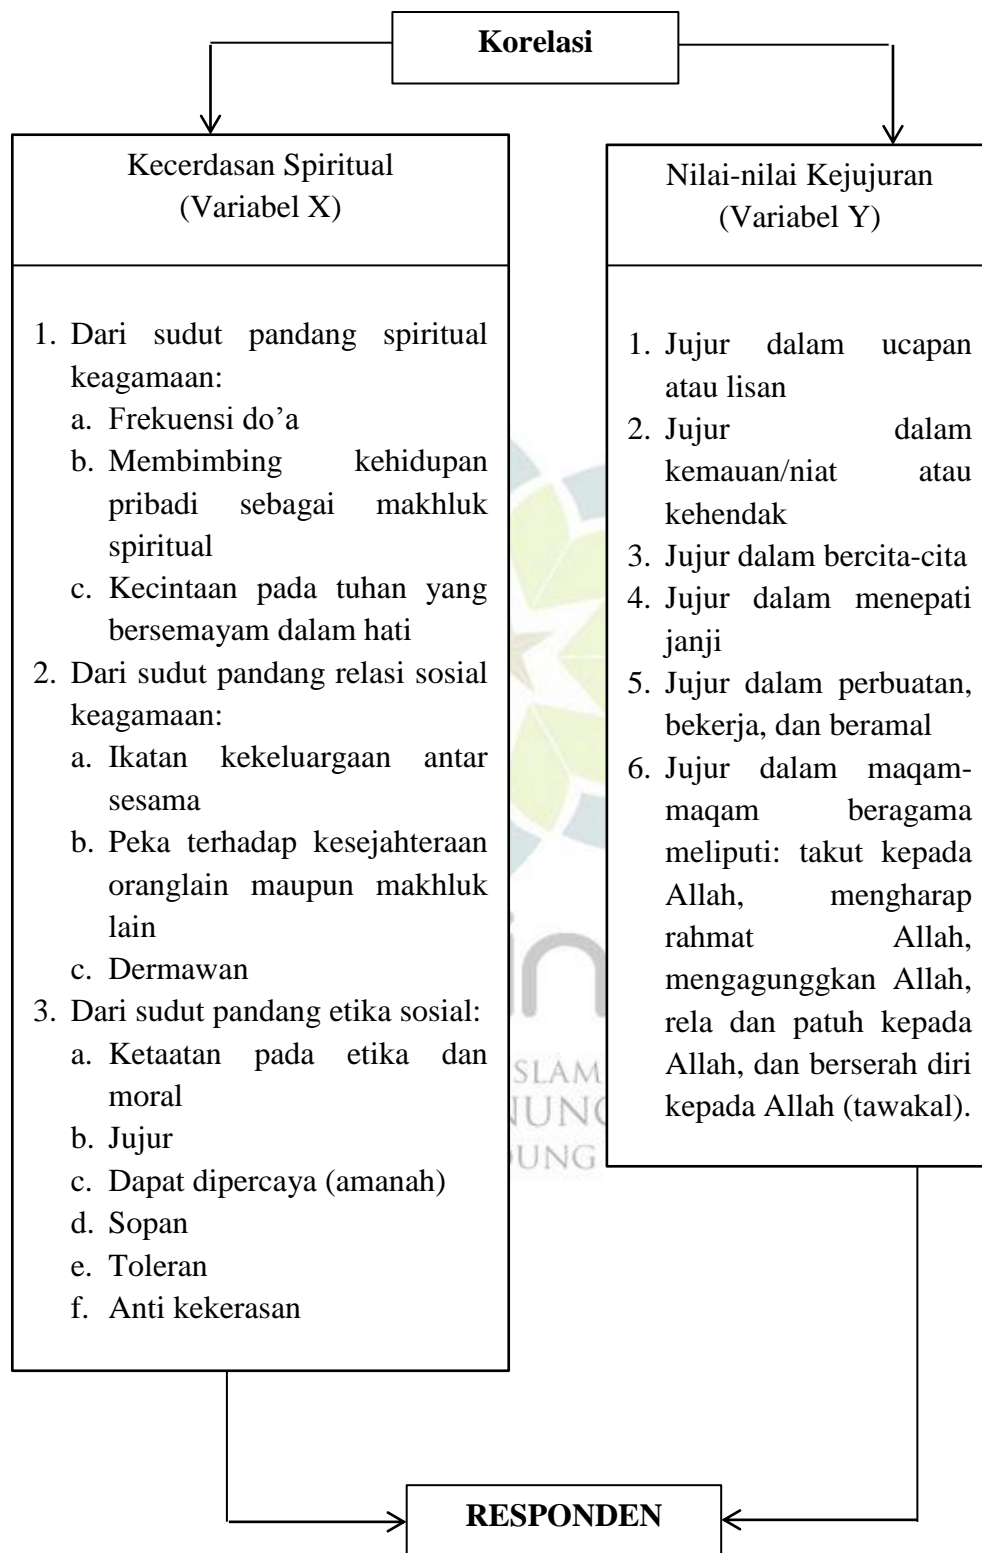 Korelasi
Kecerdasan Spiritual
(Variabel X)
1. Dari sudut pandang spiritual
keagamaan:
a. Frekuensi do’a
b. Membimbing kehidupan
pribadi sebagai makhluk
spiritual
c. Kecintaan pada tuhan yang
bersemayam dalam hati
2. Dari sudut pandang relasi sosial
keagamaan:
a. Ikatan kekeluargaan antar
sesama
b. Peka terhadap kesejahteraan
oranglain maupun makhluk
lain
c. Dermawan
3. Dari sudut pandang etika sosial:
a. Ketaatan pada etika dan
moral
b. Jujur
c. Dapat dipercaya (amanah)
d. Sopan
e. Toleran
f. Anti kekerasan
Nilai-nilai Kejujuran
(Variabel Y)
1. Jujur dalam ucapan
atau lisan
2. Jujur dalam
kemauan/niat atau
kehendak
3. Jujur dalam bercita-cita
4. Jujur dalam menepati
janji
5. Jujur dalam perbuatan,
bekerja, dan beramal
6. Jujur dalam maqam-
maqam beragama
meliputi: takut kepada
Allah, mengharap
rahmat Allah,
mengagunggkan Allah,
rela dan patuh kepada
Allah, dan berserah diri
kepada Allah (tawakal).
SLAM
UNG
RESPONDEN